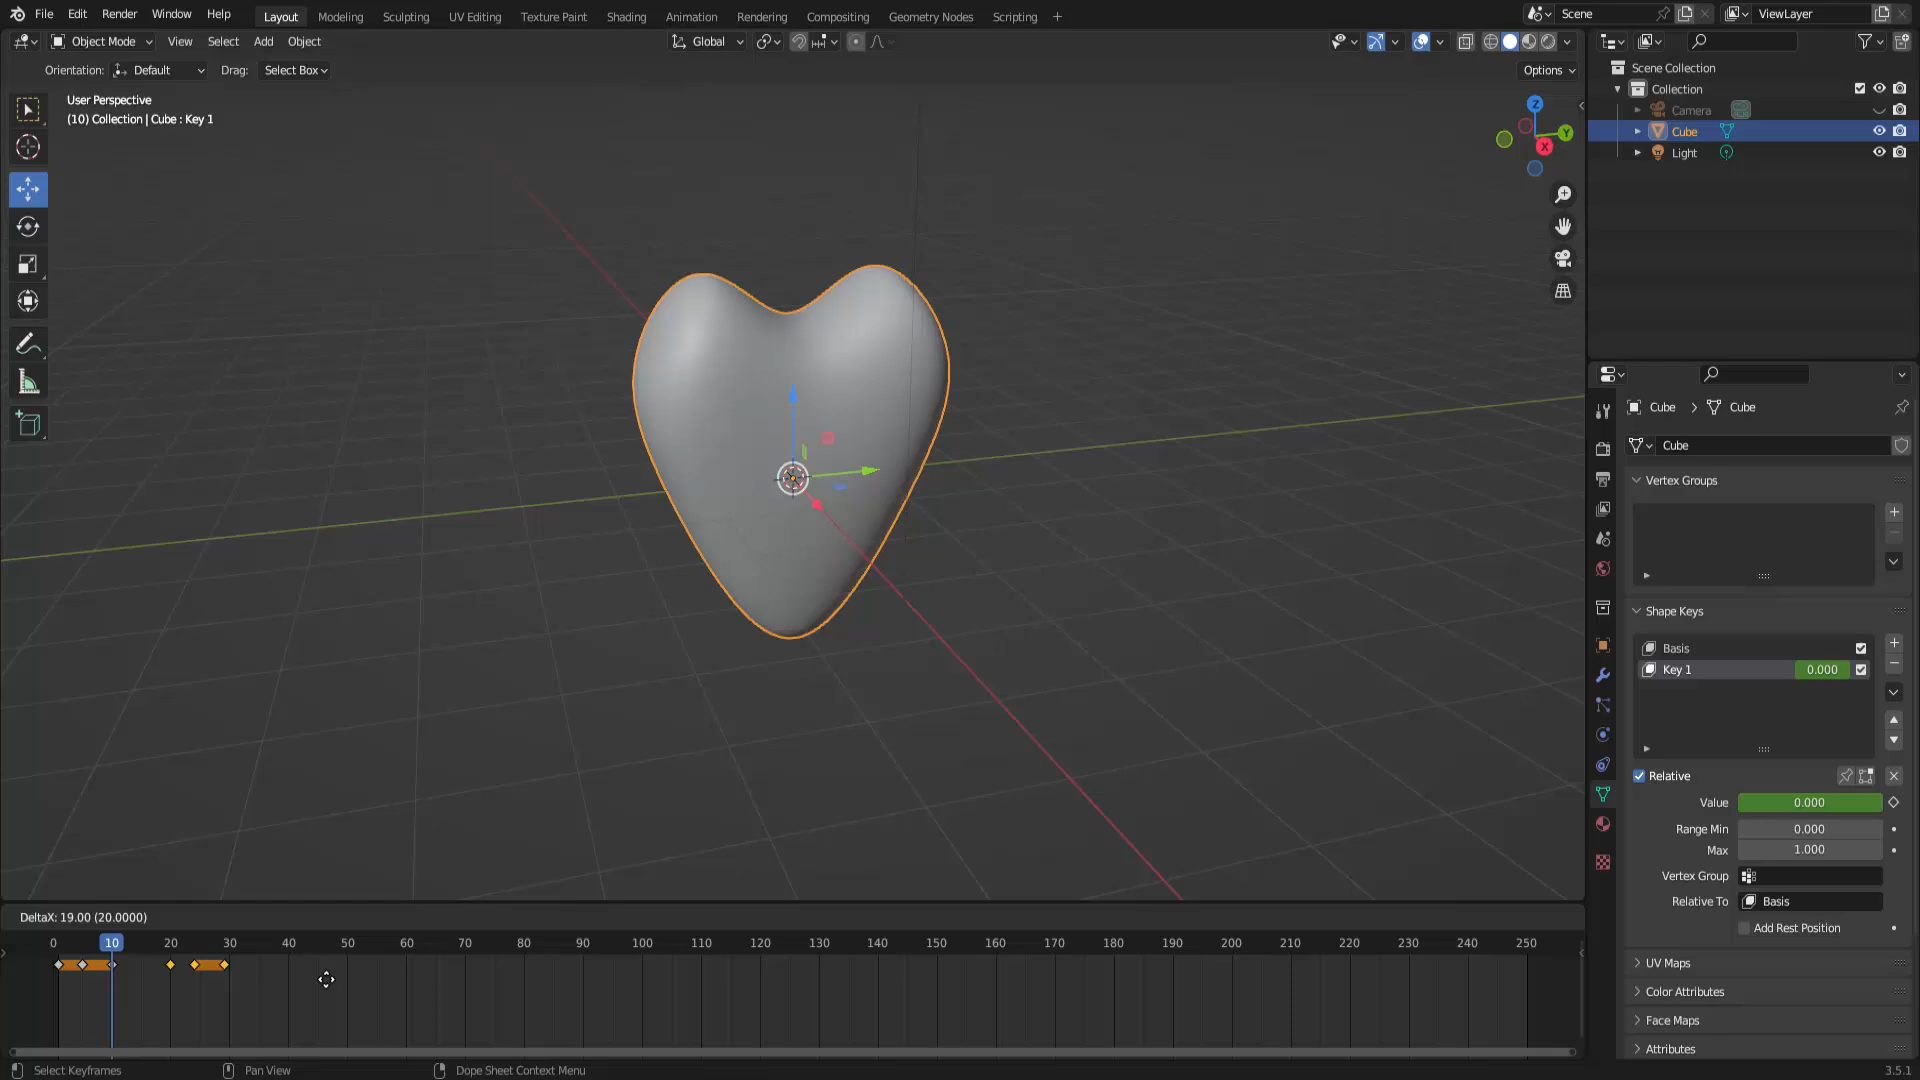 File Edit Render Window Help Layout Modeling Sculpting UV Editing Texture Paint Shading Animation Rendering Compositing Geometry Nodes Scripting + Scene ViewLayer
Object Mode View Select Add Object Global
Orientation: Default Drag: Select Box Options
User Perspective
(10) Collection | Cube : Key 1
Z
Y
X
Scene Collection
Collection
Camera
Cube
Light
Cube > Cube
Cube
Vertex Groups
Shape Keys
Basis
Key 1 0.000
Relative
Value 0.000
Range Min 0.000
Max 1.000
Vertex Group
Relative To Basis
Add Rest Position
UV Maps
Color Attributes
Face Maps
Attributes
DeltaX: 19.00 (20.0000)
0 10 20 30 40 50 60 70 80 90 100 110 120 130 140 150 160 170 180 190 200 210 220 230 240 250
Select Keyframes Pan View Dope Sheet Context Menu 3.5.1